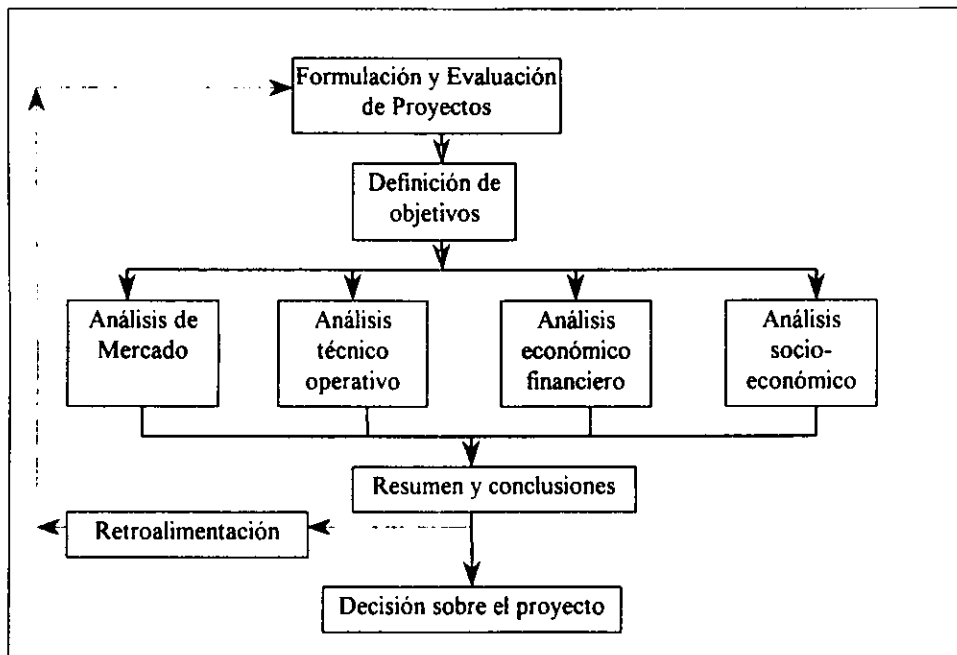 Formulación y Evaluación
de Proyectos
Definición de
objetivos
Análisis de
Mercado
Análisis
técnico
operativo
Análisis
económico
financiero
Análisis
socio-
económico
Resumen y conclusiones
Retroalimentación
Decisión sobre el proyecto